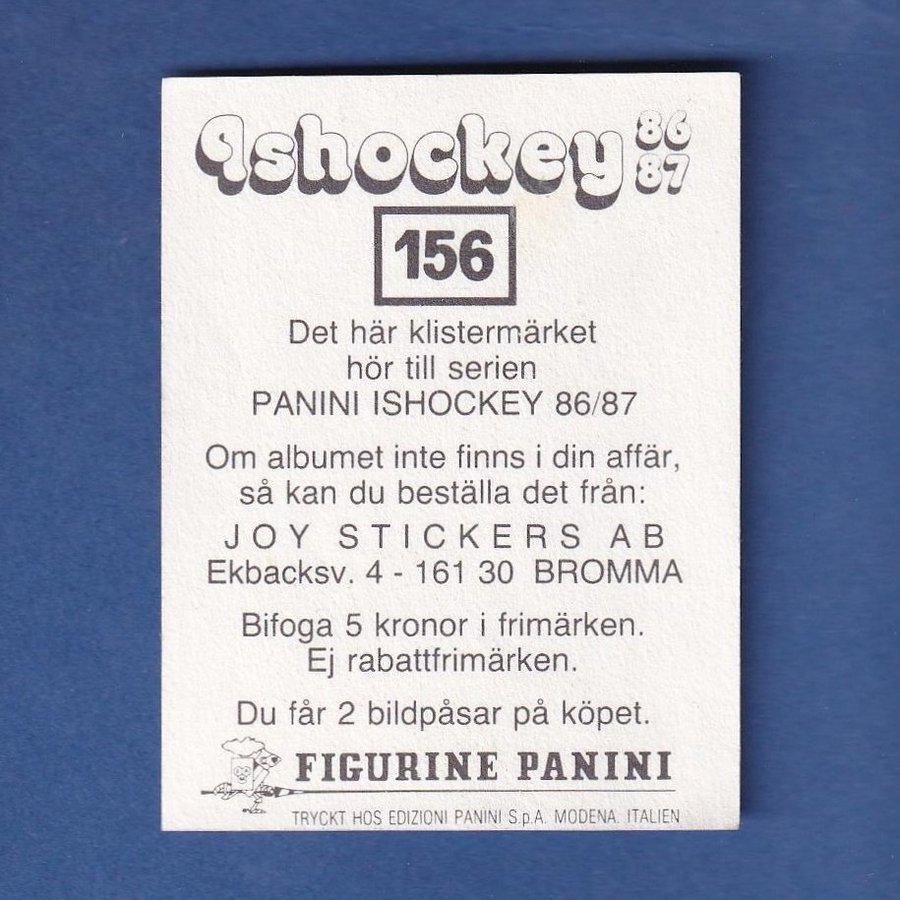 Ishockey 86
87
156
Det här klistermärket
hör till serien
PANINI ISHOCKEY 86/87
Om albumet inte finns i din affär,
så kan du beställa det från:
JOY STICKERS AB
Ekbacksv. 4 - 161 30 BROMMA
Bifoga 5 kronor i frimärken.
Ej rabattfrimärken.
Du får 2 bildpåsar på köpet.
FIGURINE PANINI
TRYCKT HOS EDIZIONI PANINI S.p.A. MODENA. ITALIEN